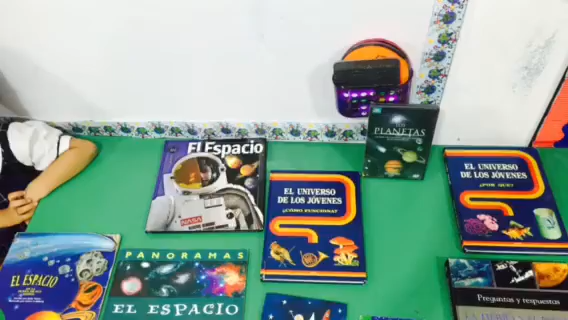 PLANETAS
El Espacio
NASA
EL UNIVERSO
DE LOS JÓVENES
¿CÓMO FUNCIONA?
EL UNIVERSO
DE LOS JÓVENES
¿POR QUÉ?
EL ESPACIO
PANORAMAS
EL ESPACIO
Preguntas y respuestas